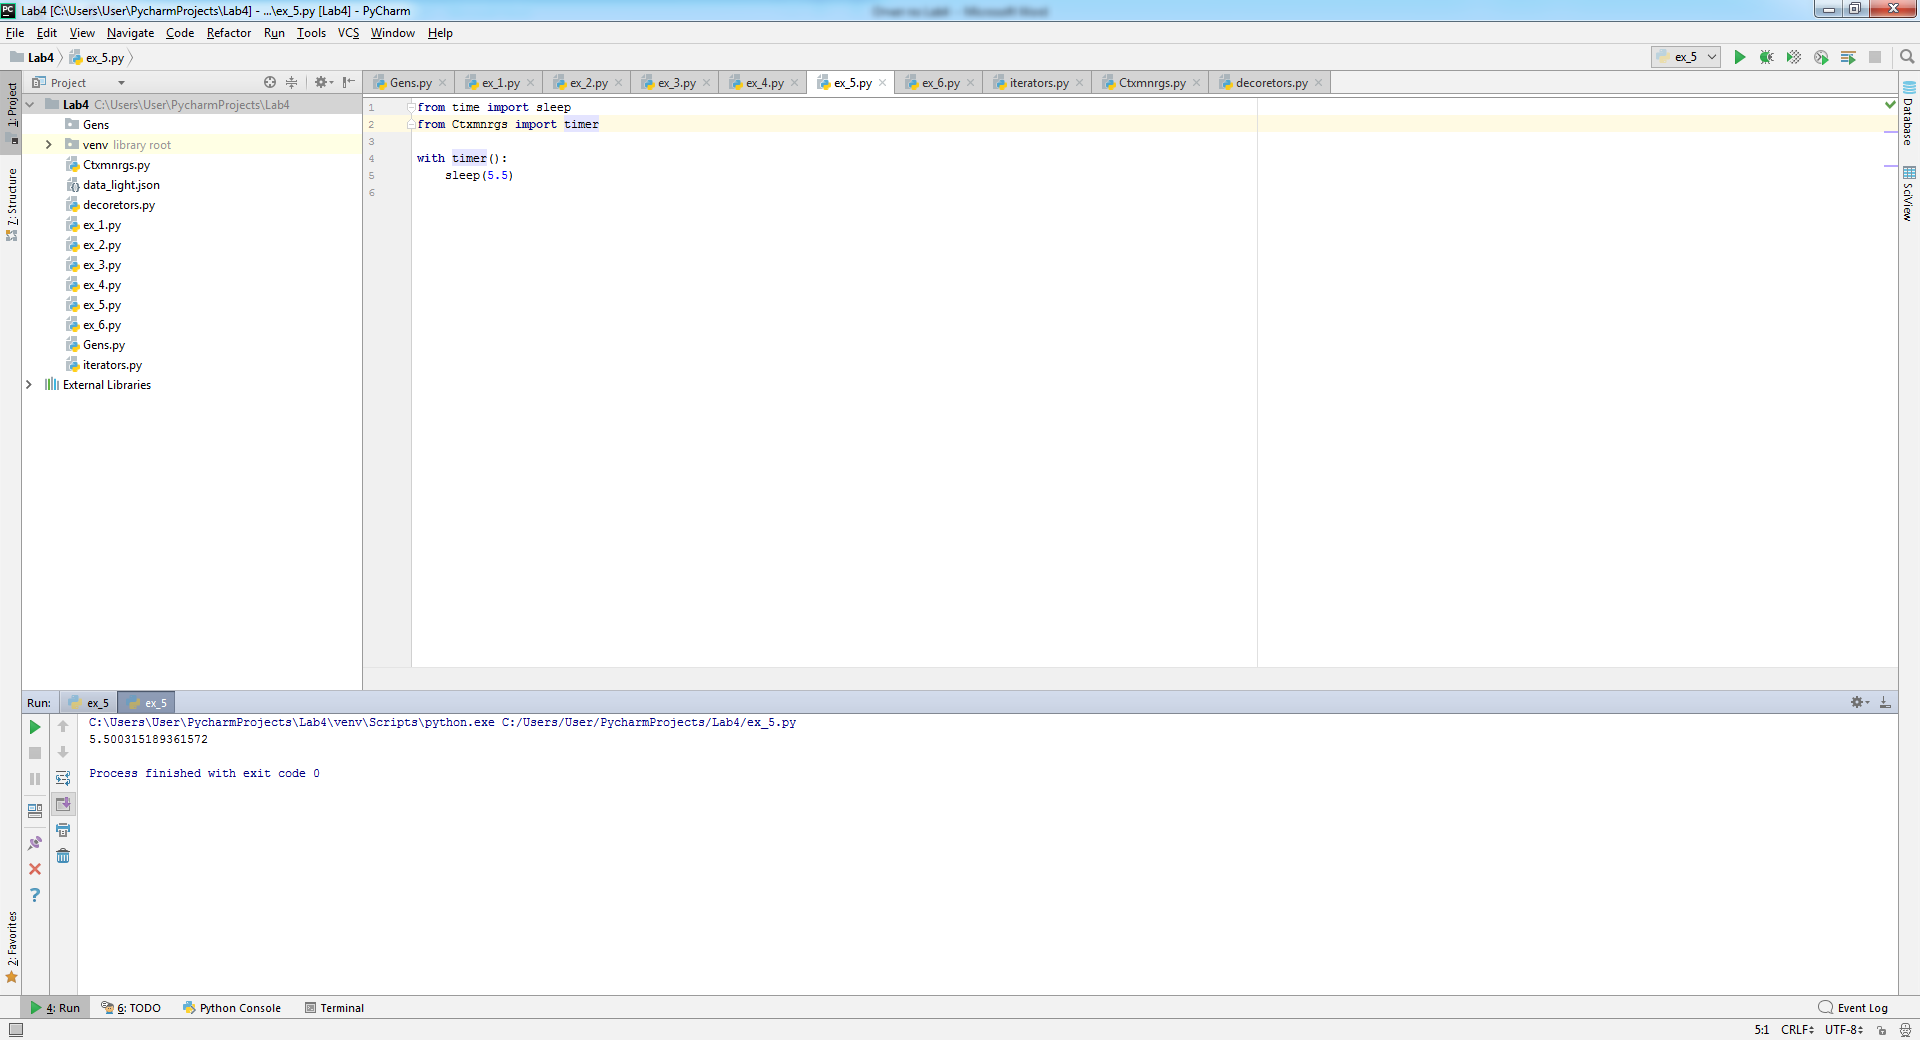 Lab4 [C:\Users\User\PycharmProjects\Lab4] - ...\ex_5.py [Lab4] - PyCharm
File Edit View Navigate Code Refactor Run Tools VCS Window Help
Lab4 ex_5.py
ex_5
1: Project
7: Structure
2: Favorites
Project
Lab4 C:\Users\User\PycharmProjects\Lab4
Gens
venv library root
Ctxmnrgs.py
data_light.json
decoretors.py
ex_1.py
ex_2.py
ex_3.py
ex_4.py
ex_5.py
ex_6.py
Gens.py
iterators.py
External Libraries
Gens.py ex_1.py ex_2.py ex_3.py ex_4.py ex_5.py ex_6.py iterators.py Ctxmnrgs.py decoretors.py
1 from time import sleep
2 from Ctxmnrgs import timer
3
4 with timer():
5 sleep(5.5)
6
Database
SciView
Run: ex_5 ex_5
C:\Users\User\PycharmProjects\Lab4\venv\Scripts\python.exe C:/Users/User/PycharmProjects/Lab4/ex_5.py
5.500315189361572
Process finished with exit code 0
4: Run 6: TODO Python Console Terminal Event Log
5:1 CRLF UTF-8